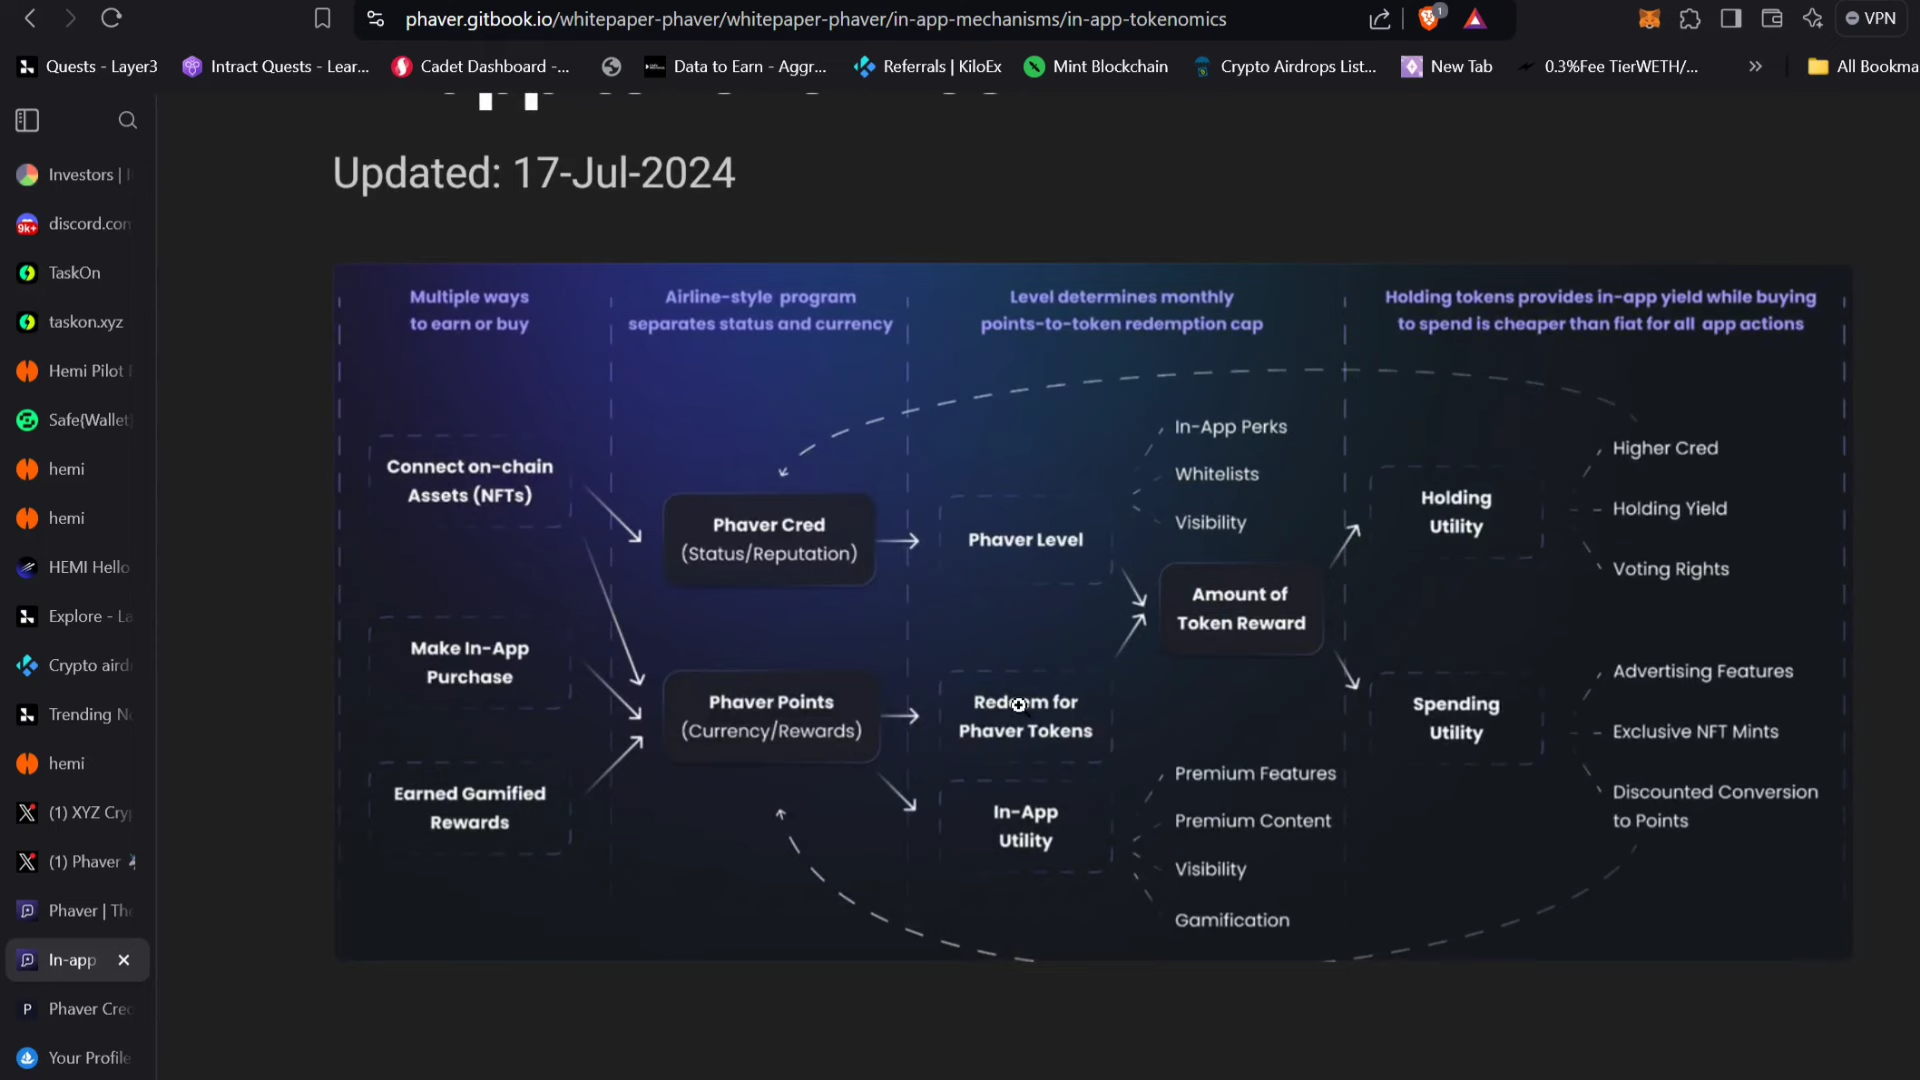 phaver.gitbook.io/whitepaper-phaver/whitepaper-phaver/in-app-mechanisms/in-app-tokenomics
1
VPN
Quests - Layer3
Intract Quests - Lear...
Cadet Dashboard -...
Data to Earn - Aggr...
Referrals | KiloEx
Mint Blockchain
Crypto Airdrops List...
New Tab
0.3%Fee TierWETH/...
»
All Bookma
Investors |
9k+
discord.con
TaskOn
taskon.xyz
Hemi Pilot
Safe{Wallet
hemi
hemi
HEMI Hello
Explore - La
Crypto aird
Trending No
hemi
(1) XYZ Cry
(1) Phaver
Phaver | The
In-app
Phaver Cred
Your Profile
Updated: 17-Jul-2024
Multiple ways
to earn or buy
Airline-style program
separates status and currency
Level determines monthly
points-to-token redemption cap
Holding tokens provides in-app yield while buying
to spend is cheaper than fiat for all app actions
Connect on-chain
Assets (NFTs)
Make In-App
Purchase
Earned Gamified
Rewards
Phaver Cred
(Status/Reputation)
Phaver Points
(Currency/Rewards)
Phaver Level
Redeem for
Phaver Tokens
In-App
Utility
In-App Perks
Whitelists
Visibility
Amount of
Token Reward
Premium Features
Premium Content
Visibility
Gamification
Holding
Utility
Spending
Utility
Higher Cred
Holding Yield
Voting Rights
Advertising Features
Exclusive NFT Mints
Discounted Conversion
to Points